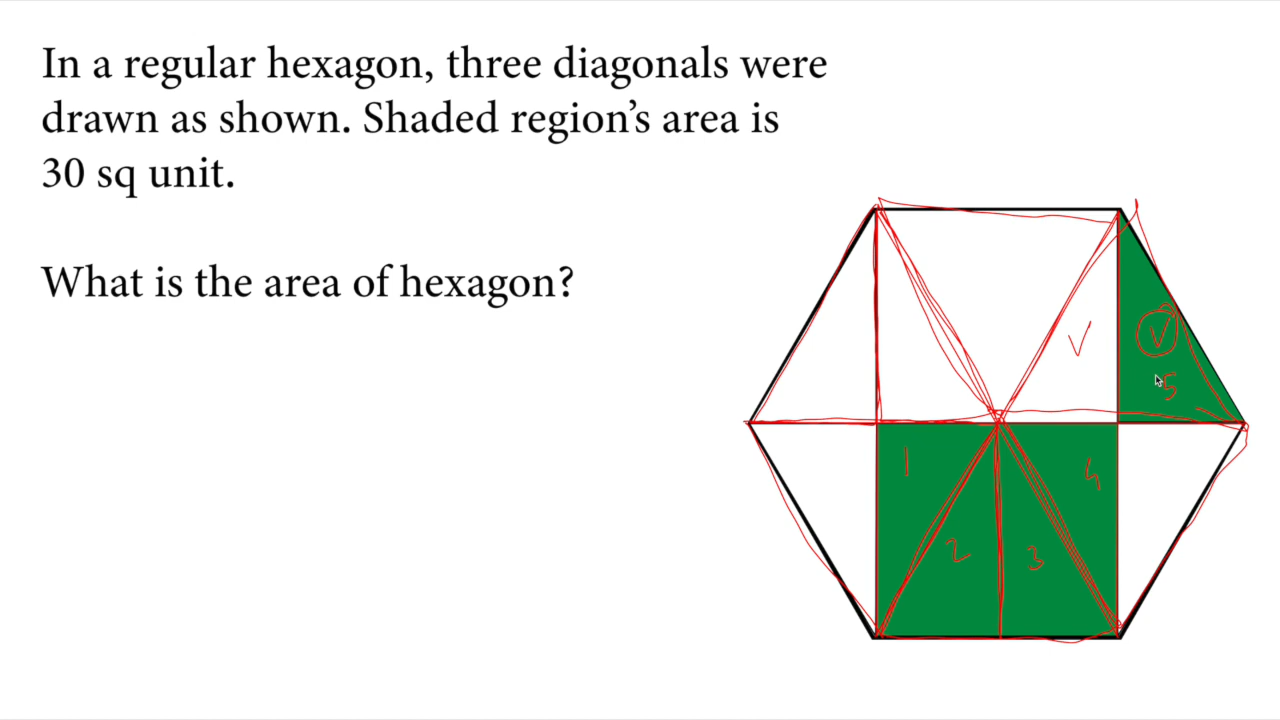 In a regular hexagon, three diagonals were
drawn as shown. Shaded region’s area is
30 sq unit.
What is the area of hexagon?
1
2
3
4
5